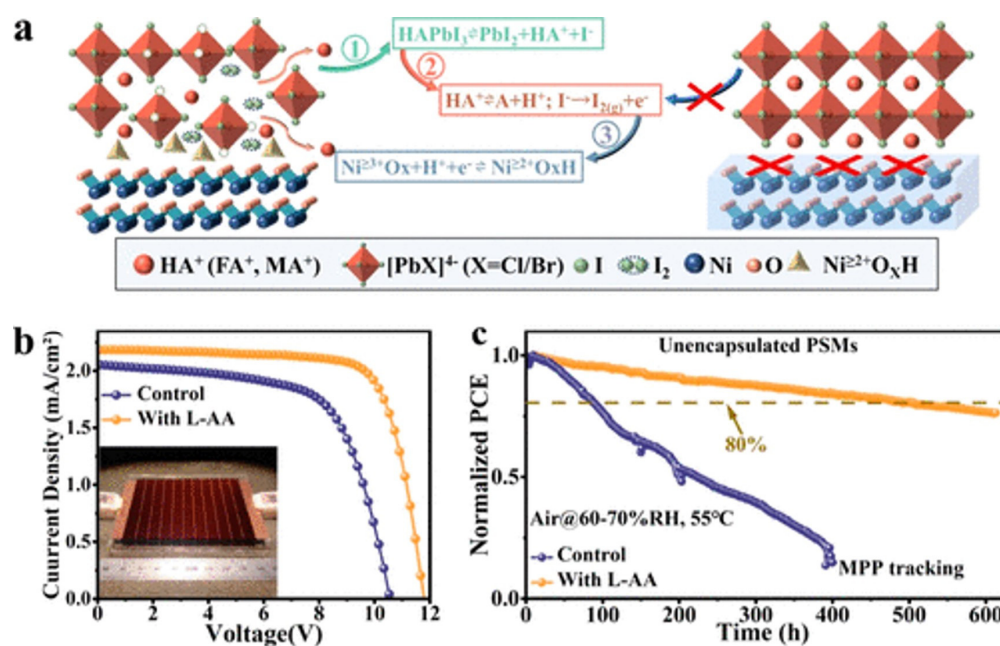 a
① HAPbI₃⇌PbI₂+HA⁺+I⁻
② HA⁺⇌A+H⁺; I⁻→I₂₍g₎+e⁻
③
Ni≥³⁺Ox+H⁺+e⁻⇌ Ni≥²⁺OxH
HA⁺ (FA⁺, MA⁺) [PbX]⁴⁻ (X=Cl/Br) I I₂ Ni O Ni≥²⁺OXH
b
Cuurrent Density (mA/cm²)
2.0
1.5
1.0
0.5
0.0
Control
With L-AA
0 2 4 6 8 10 12
Voltage(V)
c
Normalized PCE
1.0
0.5
0.0
Unencapsulated PSMs
80%
Air@60-70%RH, 55°C
Control
With L-AA
MPP tracking
0 100 200 300 400 500 600
Time (h)